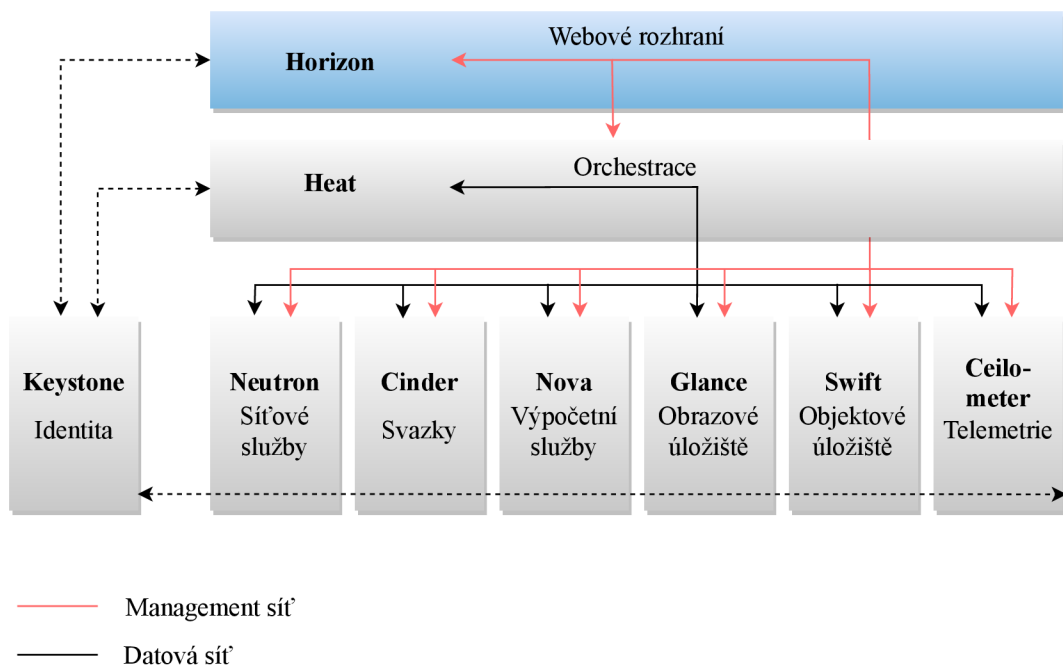 Webové rozhraní
Horizon
Orchestrace
Heat
Keystone
Identita
Neutron
Síťové
služby
Cinder
Svazky
Nova
Výpočetní
služby
Glance
Obrazové
úložiště
Swift
Objektové
úložiště
Ceilo-
meter
Telemetrie
Management síť
Datová síť